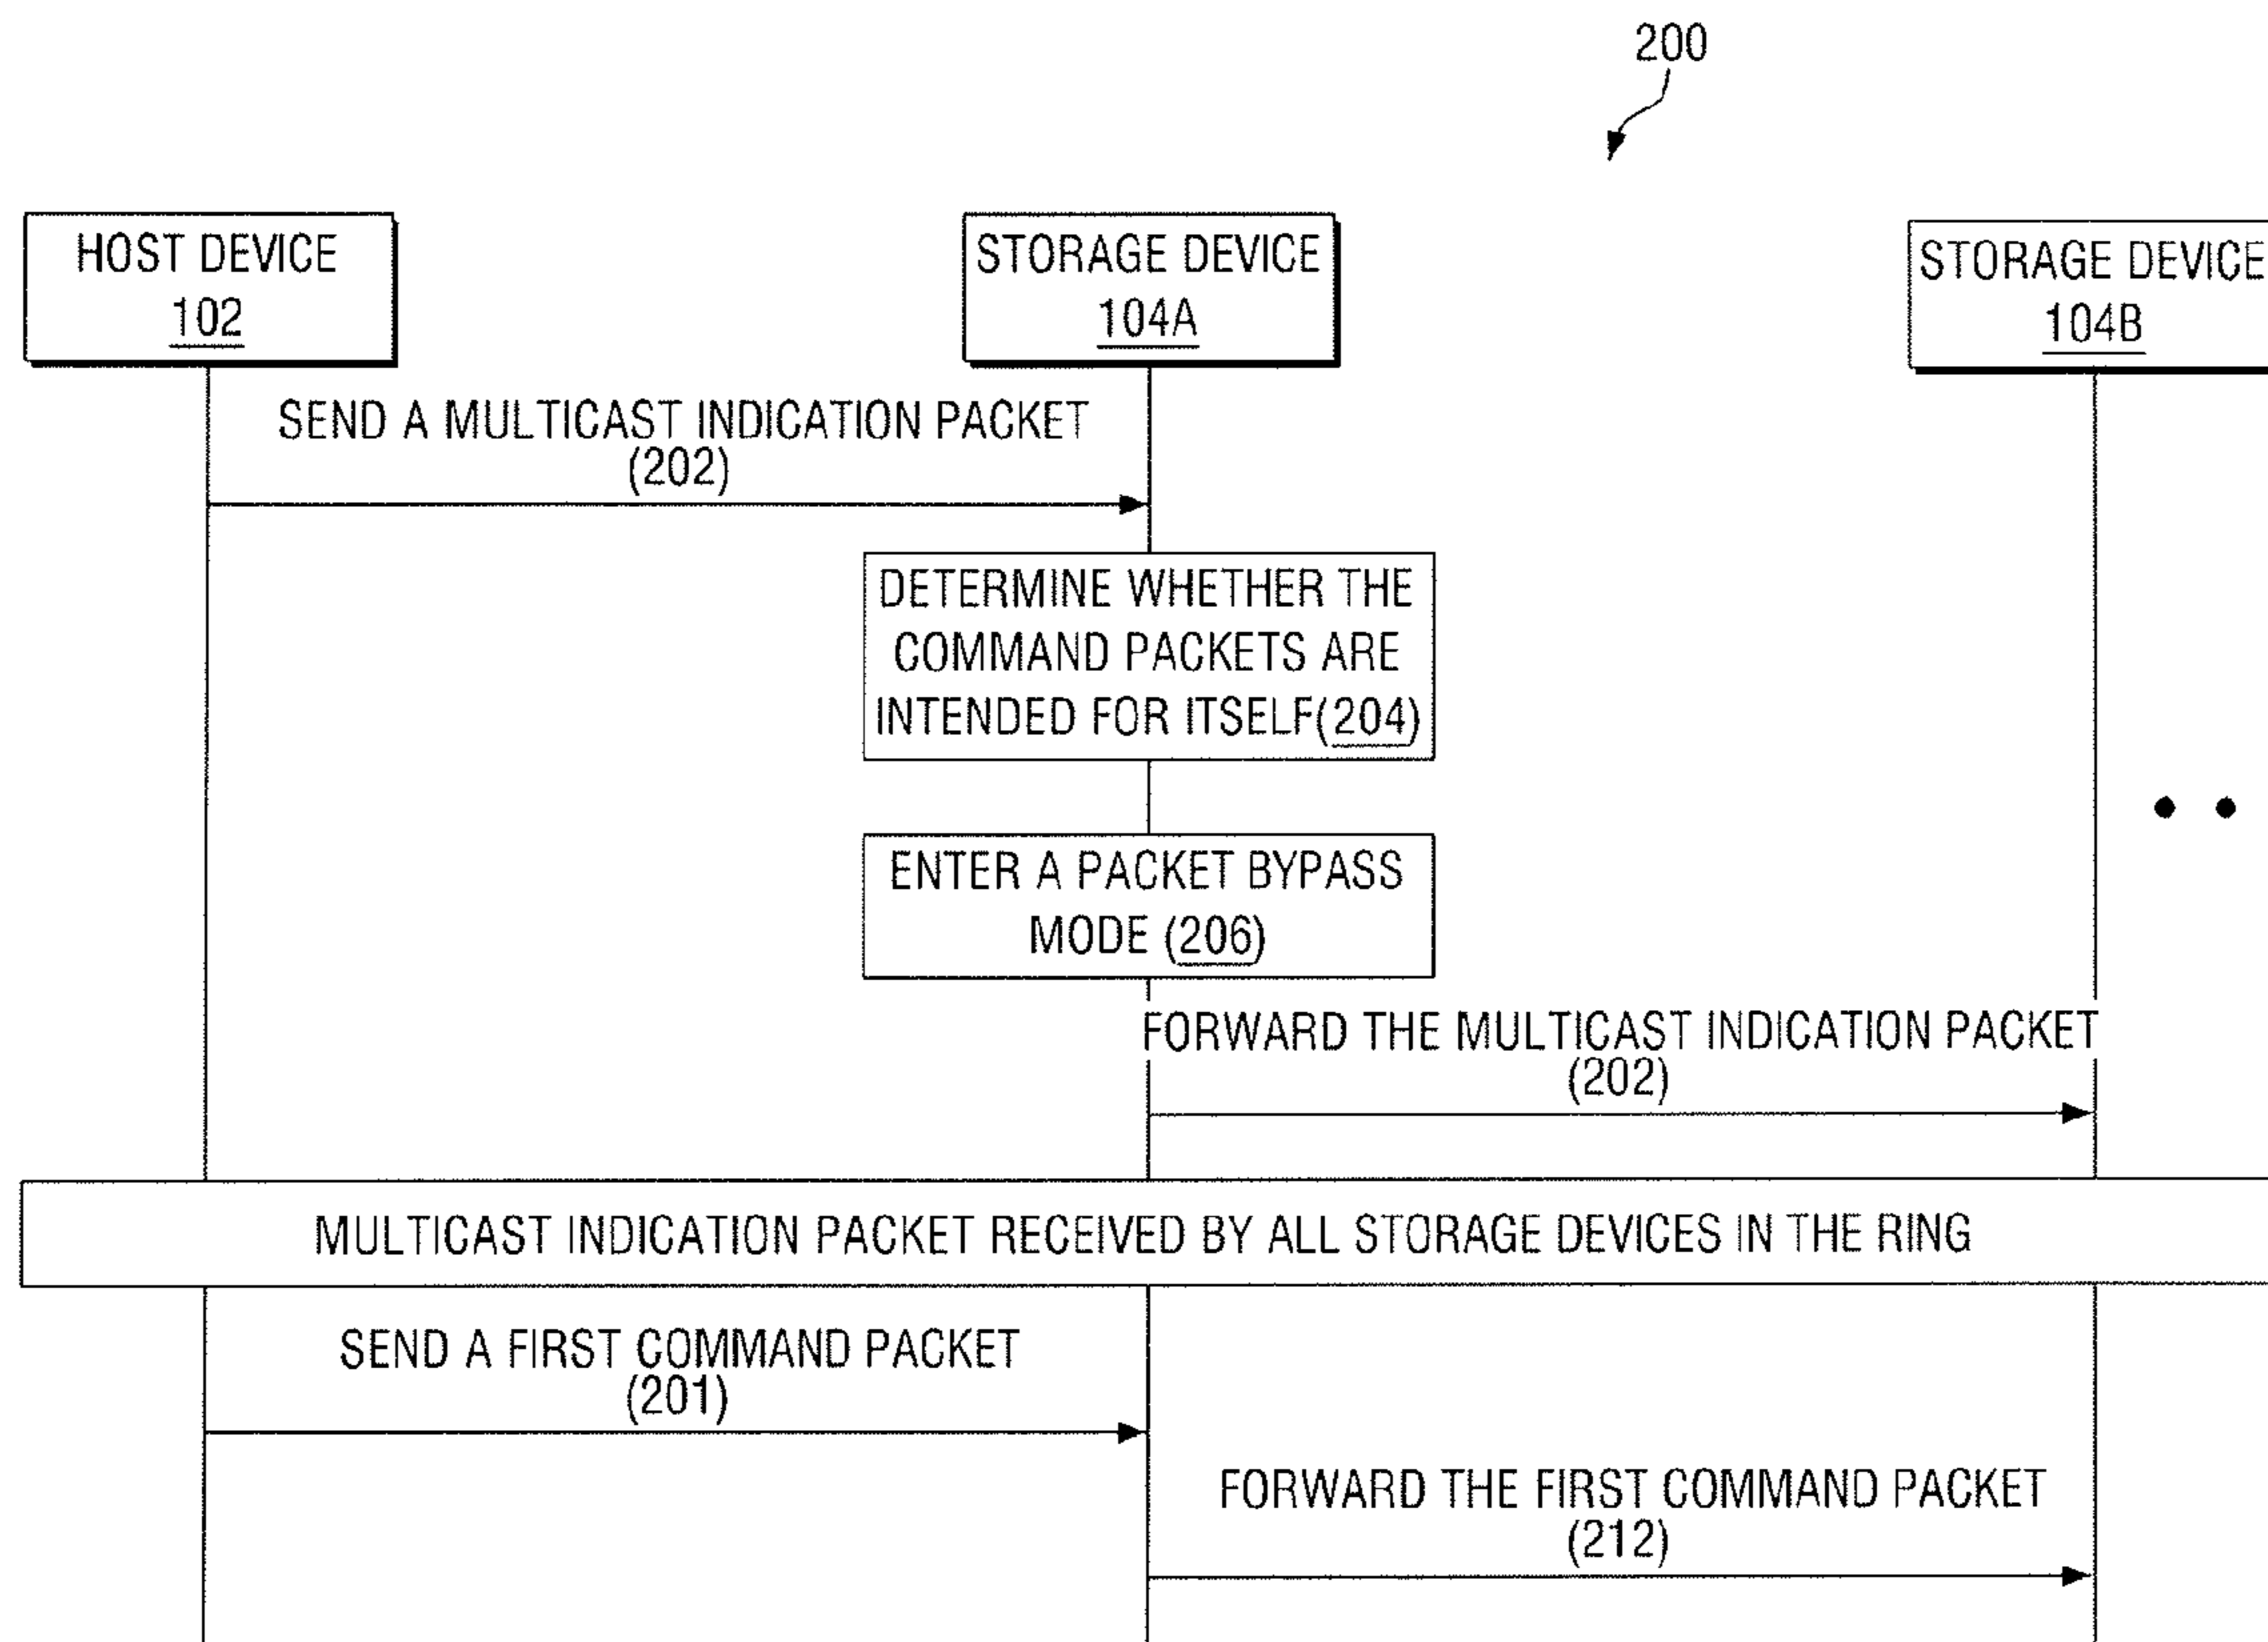 200
HOST DEVICE
102
STORAGE DEVICE
104A
STORAGE DEVICE
104B
SEND A MULTICAST INDICATION PACKET
(202)
DETERMINE WHETHER THE
COMMAND PACKETS ARE
INTENDED FOR ITSELF(204)
ENTER A PACKET BYPASS
MODE (206)
FORWARD THE MULTICAST INDICATION PACKET
(202)
MULTICAST INDICATION PACKET RECEIVED BY ALL STORAGE DEVICES IN THE RING
SEND A FIRST COMMAND PACKET
(201)
FORWARD THE FIRST COMMAND PACKET
(212)